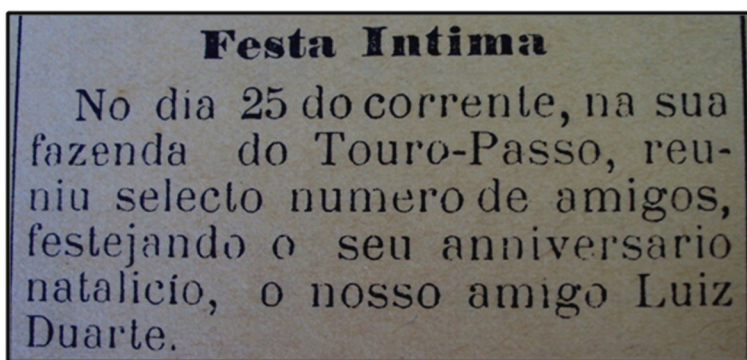 Festa Intima
No dia 25 do corrente, na sua
fazenda do Touro-Passo, reu-
niu selecto numero de amigos,
festejando o seu anniversario
natalicio, o nosso amigo Luiz
Duarte.